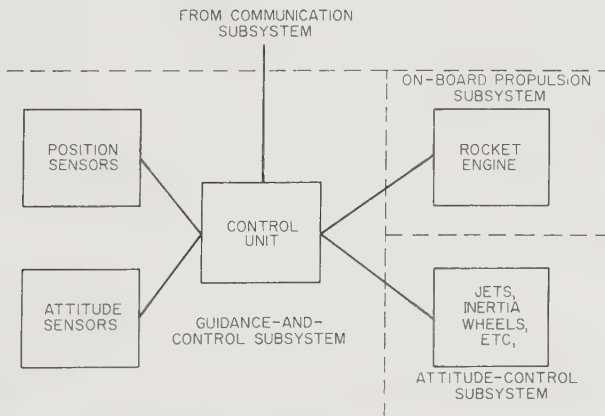 FROM COMMUNICATION
SUBSYSTEM
ON-BOARD PROPULSION
SUBSYSTEM
POSITION
SENSORS
ROCKET
ENGINE
CONTROL
UNIT
ATTITUDE
SENSORS
GUIDANCE-AND-
CONTROL SUBSYSTEM
JETS,
INERTIA
WHEELS,
ETC,
ATTITUDE-CONTROL
SUBSYSTEM